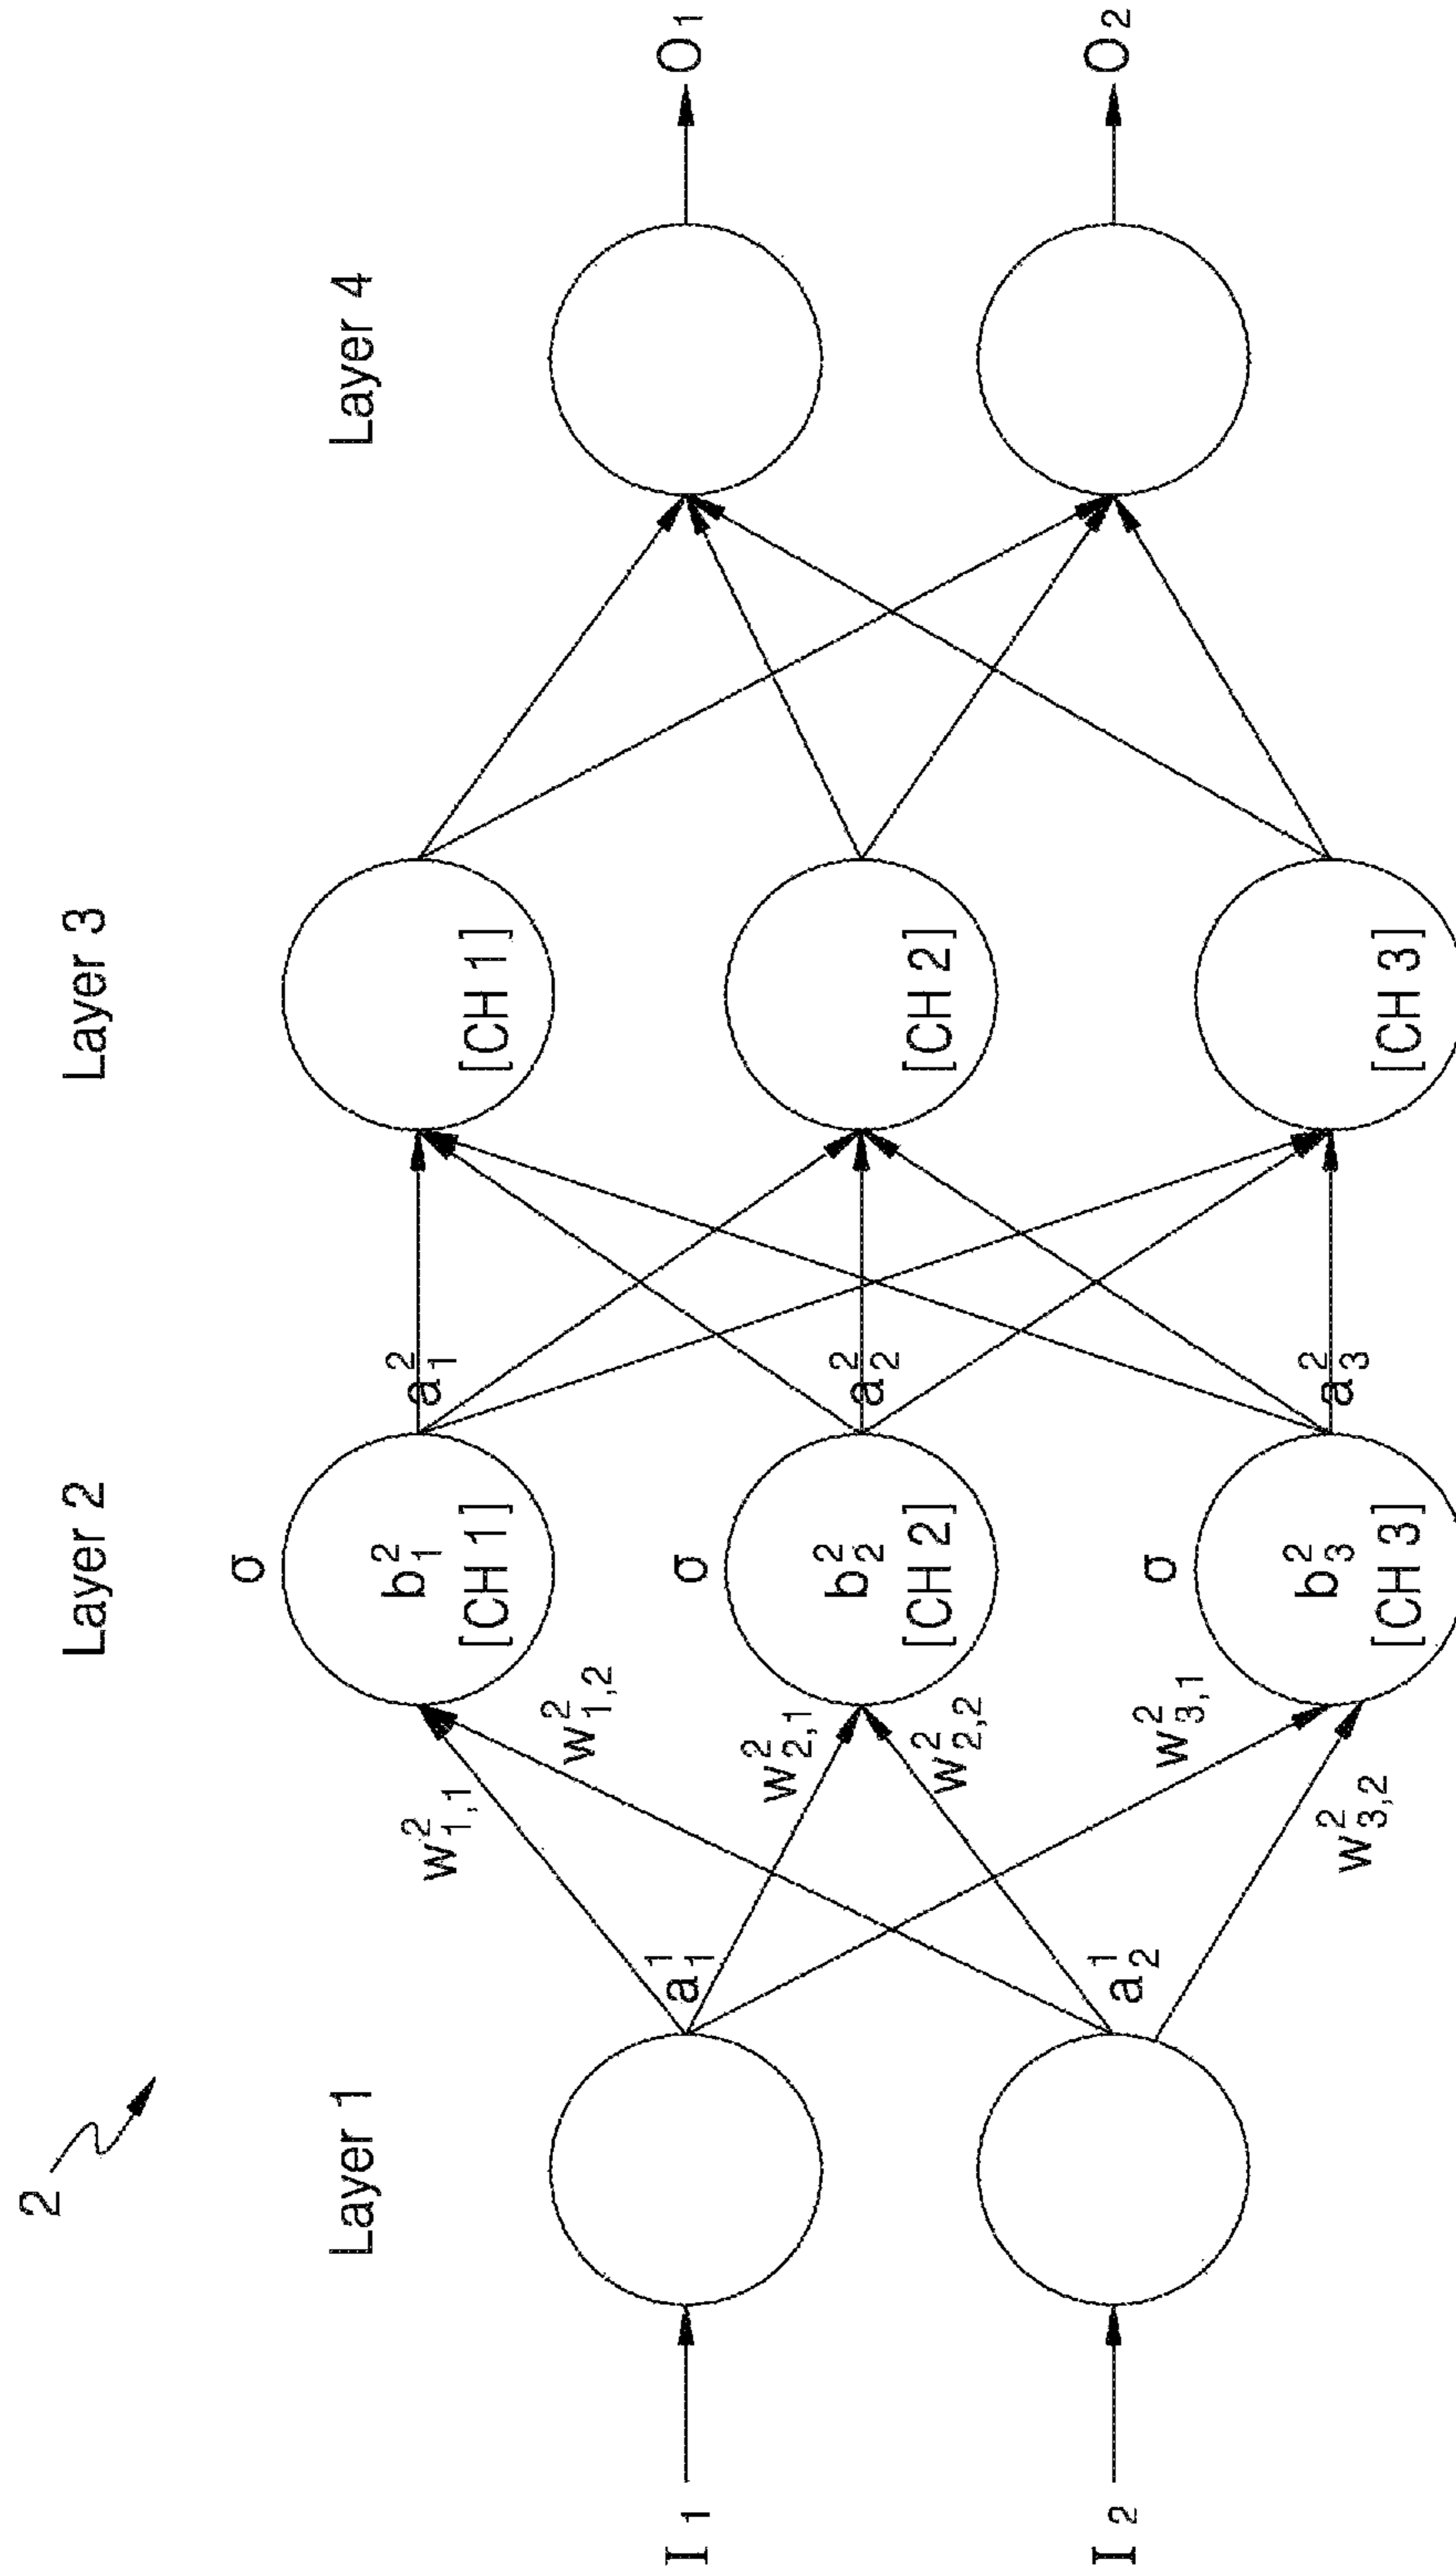 2
Layer 1
Layer 2
Layer 3
Layer 4
I₁
I₂
a¹₁
a¹₂
w²₁,₁
w²₁,₂
w²₂,₁
w²₂,₂
w²₃,₁
w²₃,₂
σ
b²₁
[CH 1]
σ
b²₂
[CH 2]
σ
b²₃
[CH 3]
a²₁
a²₂
a²₃
[CH 1]
[CH 2]
[CH 3]
O₁
O₂